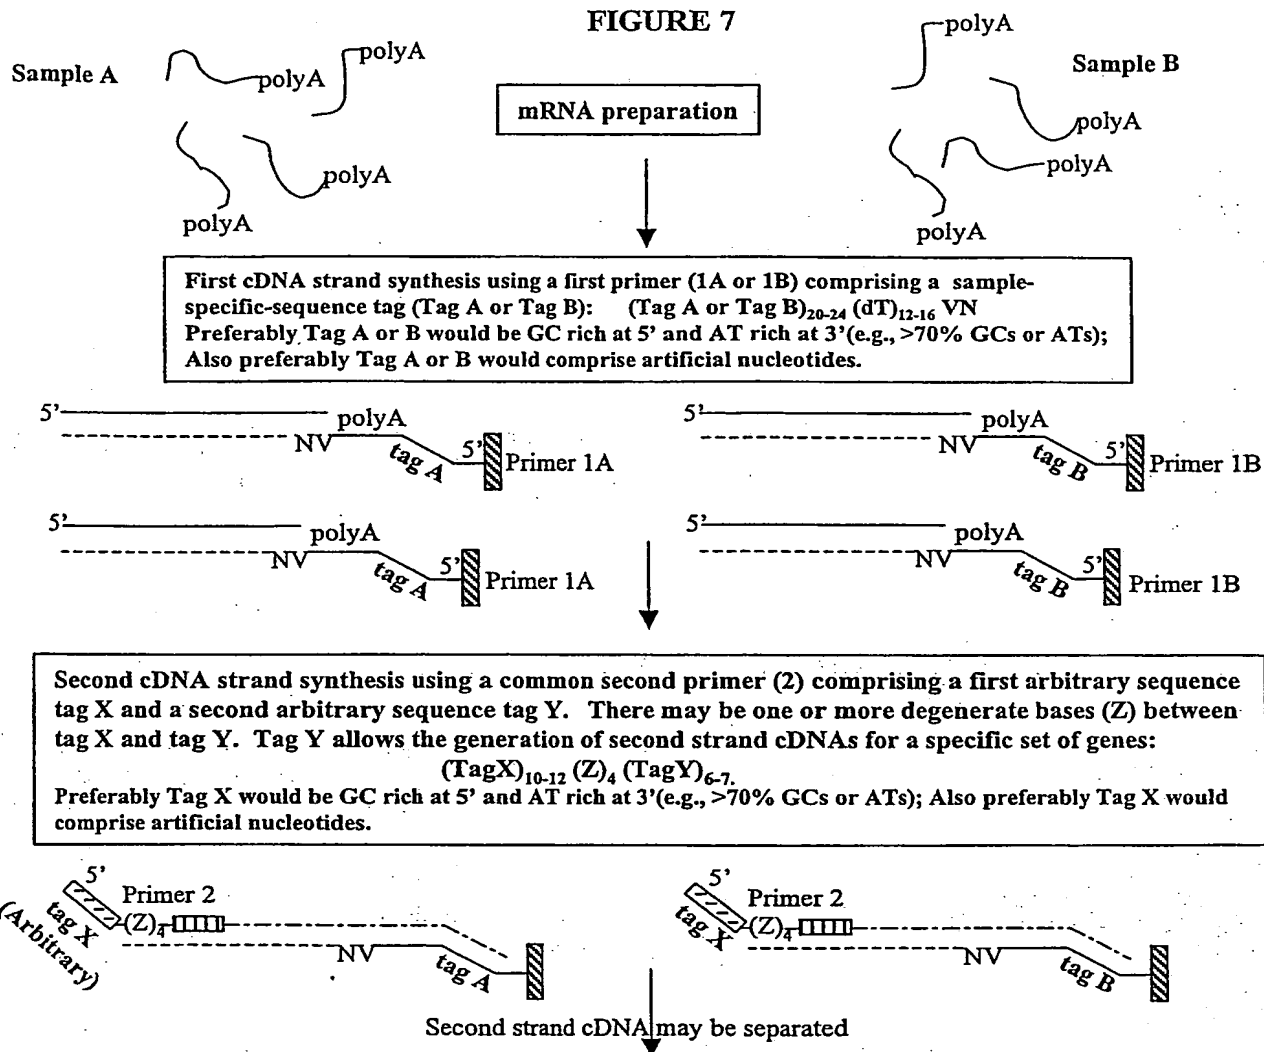 FIGURE 7
Sample A
polyA
polyA
polyA
polyA
mRNA preparation
polyA
Sample B
polyA
polyA
polyA
First cDNA strand synthesis using a first primer (1A or 1B) comprising a sample-
specific-sequence tag (Tag A or Tag B): (Tag A or Tag B)20-24 (dT)12-16 VN
Preferably Tag A or B would be GC rich at 5' and AT rich at 3'(e.g., >70% GCs or ATs);
Also preferably Tag A or B would comprise artificial nucleotides.
5'
polyA
NV
tag A
5'
Primer 1A
5'
polyA
NV
tag B
5'
Primer 1B
5'
polyA
NV
tag A
5'
Primer 1A
5'
polyA
NV
tag B
5'
Primer 1B
Second cDNA strand synthesis using a common second primer (2) comprising a first arbitrary sequence
tag X and a second arbitrary sequence tag Y. There may be one or more degenerate bases (Z) between
tag X and tag Y. Tag Y allows the generation of second strand cDNAs for a specific set of genes:
(TagX)10-12 (Z)4 (TagY)6-7.
Preferably Tag X would be GC rich at 5' and AT rich at 3'(e.g., >70% GCs or ATs); Also preferably Tag X would
comprise artificial nucleotides.
5'
Primer 2
tag X
(Arbitrary)
(Z)4
NV
tag A
5'
Primer 2
tag X
(Z)4
NV
tag B
Second strand cDNA may be separated